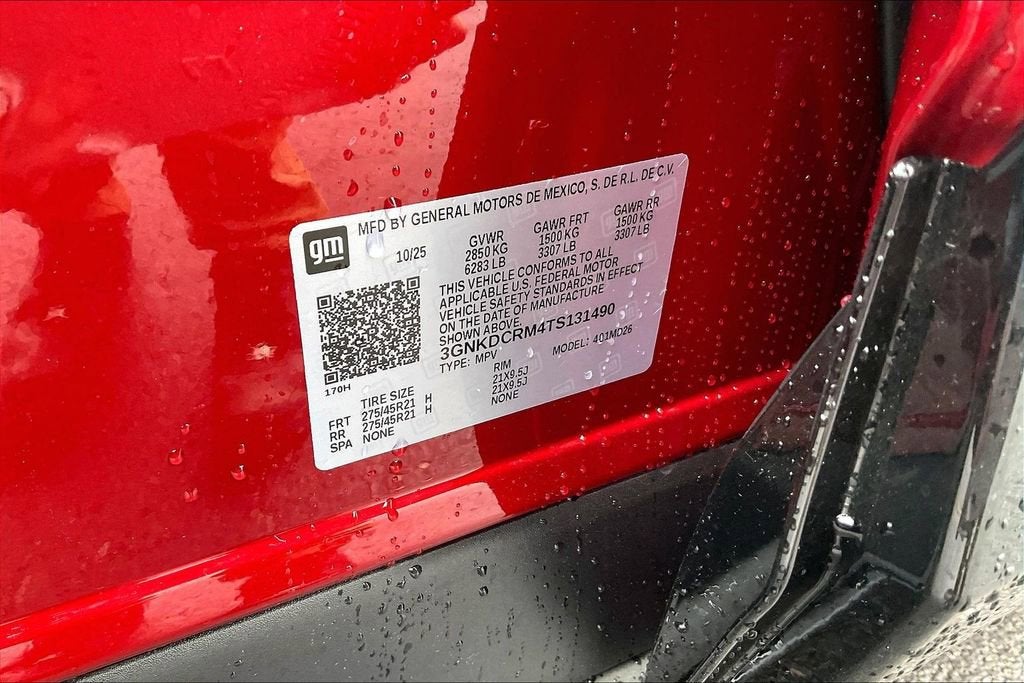 MFD BY GENERAL MOTORS DE MEXICO, S. DE R.L. DE C.V.
gm
10/25
GVWR
2850 KG
6283 LB
GAWR FRT
1500 KG
3307 LB
GAWR RR
1500 KG
3307 LB
THIS VEHICLE CONFORMS TO ALL
APPLICABLE U.S. FEDERAL MOTOR
VEHICLE SAFETY STANDARDS IN EFFECT
ON THE DATE OF MANUFACTURE
SHOWN ABOVE
3GNKDCRM4TS131490
TYPE: MPV
MODEL: 401MD26
170H
TIRE SIZE
RIM
FRT 275/45R21 H 21X9.5J
RR 275/45R21 H 21X9.5J
SPA NONE NONE